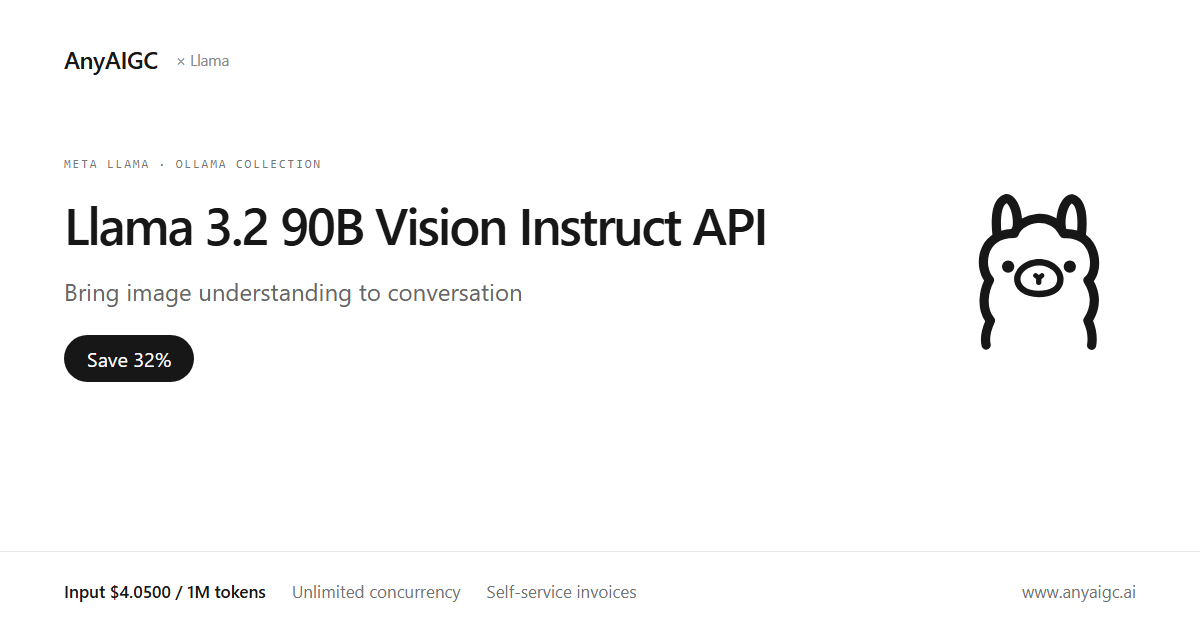 AnyAIGC × Llama
META LLAMA · OLLAMA COLLECTION
Llama 3.2 90B Vision Instruct API
Bring image understanding to conversation
Save 32%
Input $4.0500 / 1M tokens Unlimited concurrency Self-service invoices www.anyaigc.ai